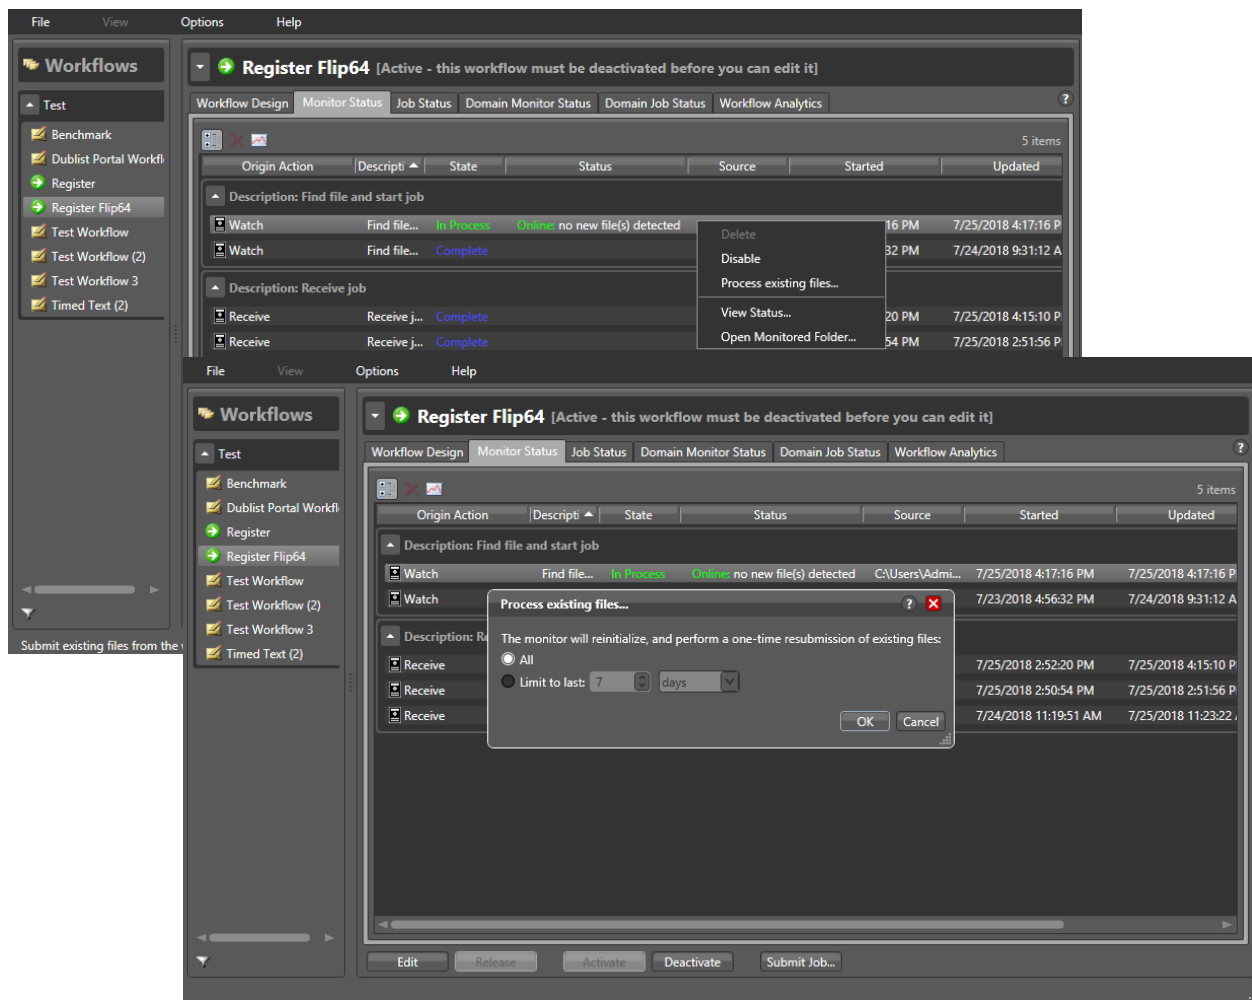 File View Options Help
Workflows
Test
Benchmark
Dublist Portal Workfl
Register
Register Flip64
Test Workflow
Test Workflow (2)
Test Workflow 3
Timed Text (2)
Submit existing files from the
Register Flip64 [Active - this workflow must be deactivated before you can edit it]
Workflow Design Monitor Status Job Status Domain Monitor Status Domain Job Status Workflow Analytics ?
5 items
Origin Action Descripti State Status Source Started Updated
Description: Find file and start job
Watch Find file... In Process Online: no new file(s) detected 16 PM 7/25/2018 4:17:16 P
Watch Find file... Complete 32 PM 7/24/2018 9:31:12 A
Description: Receive job
Receive Receive j... Complete 20 PM 7/25/2018 4:15:10 P
Receive Receive j... Complete 54 PM 7/25/2018 2:51:56 P
Delete
Disable
Process existing files...
View Status...
Open Monitored Folder...
File View Options Help
Workflows
Test
Benchmark
Dublist Portal Workfl
Register
Register Flip64
Test Workflow
Test Workflow (2)
Test Workflow 3
Timed Text (2)
Register Flip64 [Active - this workflow must be deactivated before you can edit it]
Workflow Design Monitor Status Job Status Domain Monitor Status Domain Job Status Workflow Analytics ?
5 items
Origin Action Descripti State Status Source Started Updated
Description: Find file and start job
Watch Find file... In Process Online: no new file(s) detected C:\Users\Admi... 7/25/2018 4:17:16 PM 7/25/2018 4:17:16 P
Watch 7/23/2018 4:56:32 PM 7/24/2018 9:31:12 A
Description: Re
Receive 7/25/2018 2:52:20 PM 7/25/2018 4:15:10 P
Receive 7/25/2018 2:50:54 PM 7/25/2018 2:51:56 P
Receive 7/24/2018 11:19:51 AM 7/25/2018 11:23:22
Process existing files... ?
The monitor will reinitialize, and perform a one-time resubmission of existing files:
All
Limit to last: 7 days
OK Cancel
Edit Release Activate Deactivate Submit Job...